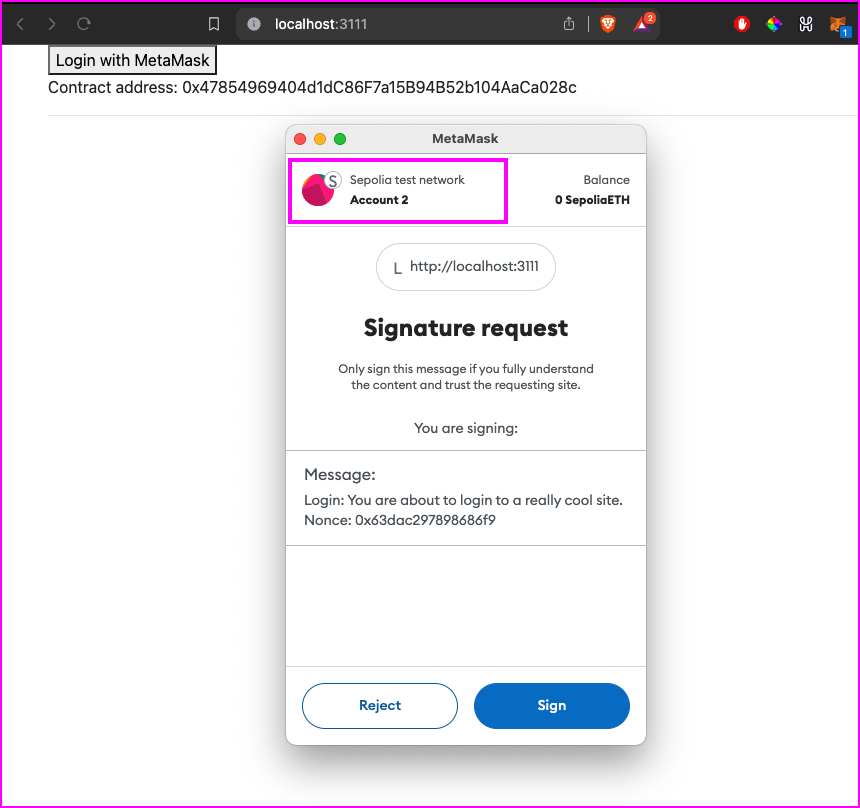 localhost:3111
2
1
Login with MetaMask
Contract address: 0x47854969404d1dC86F7a15B94B52b104AaCa028c
MetaMask
S
Sepolia test network
Balance
Account 2
0 SepoliaETH
L http://localhost:3111
Signature request
Only sign this message if you fully understand
the content and trust the requesting site.
You are signing:
Message:
Login: You are about to login to a really cool site.
Nonce: 0x63dac297898686f9
Reject
Sign